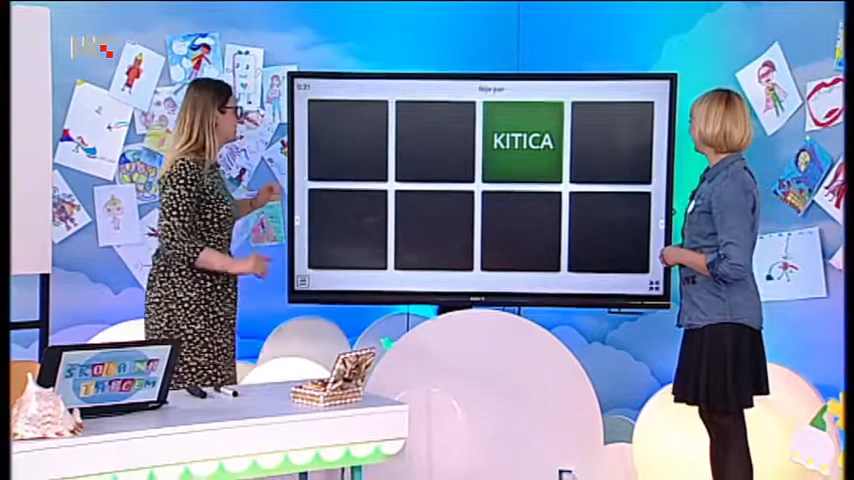 HRT
0:31
Nije par
KITICA
ŠKOLA NA
TREĆEM